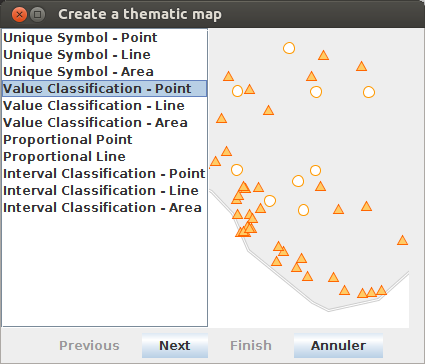 Create a thematic map
Unique Symbol - Point
Unique Symbol - Line
Unique Symbol - Area
Value Classification - Point
Value Classification - Line
Value Classification - Area
Proportional Point
Proportional Line
Interval Classification - Point
Interval Classification - Line
Interval Classification - Area
Previous Next Finish Annuler